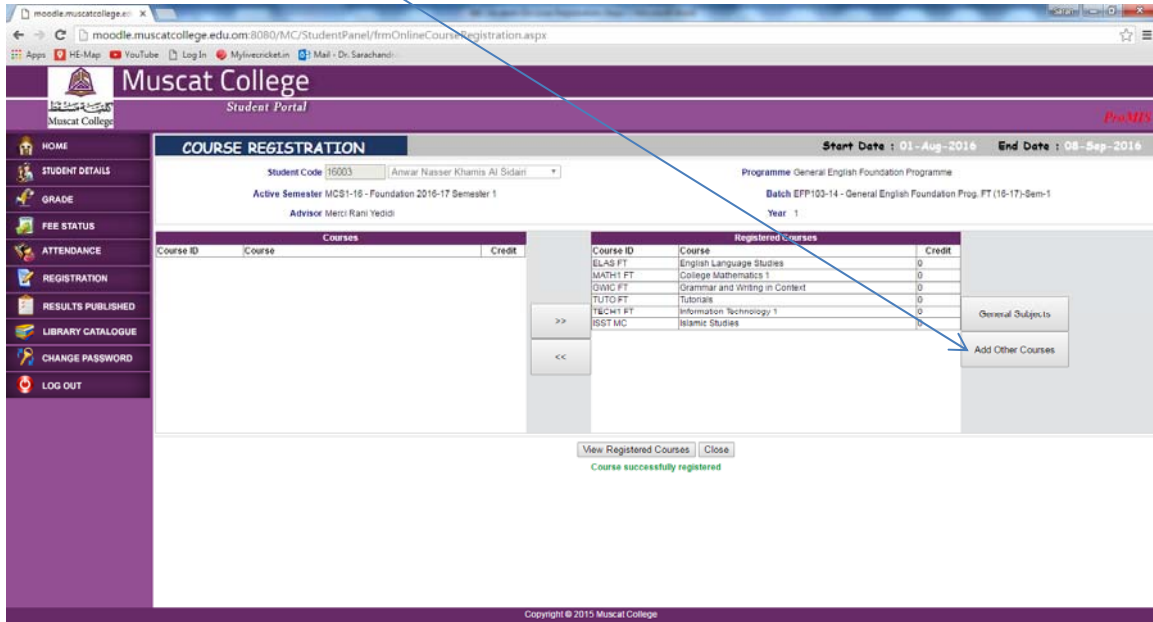 moodle.muscatcollege.e
moodle.muscatcollege.edu.om:8080/MC/StudentPanel/frmOnlineCourseRegistration.aspx
Apps HE-Map YouTube Log In Mylivecricket.in Mail - Dr. Sarachandr
Muscat College
Student Portal
Muscat College
ProMIS
HOME
STUDENT DETAILS
GRADE
FEE STATUS
ATTENDANCE
REGISTRATION
RESULTS PUBLISHED
LIBRARY CATALOGUE
CHANGE PASSWORD
LOG OUT
COURSE REGISTRATION Start Date : 01-Aug-2016 End Date : 08-Sep-2016
Student Code 16003 Anwar Nasser Khamis Al Sidairi Programme General English Foundation Programme
Active Semester MCS1-16 - Foundation 2016-17 Semester 1 Batch EFP103-14 - General English Foundation Prog. FT (16-17)-Sem-1
Advisor Merci Rani Yedidi Year 1
Courses
Course ID Course Credit
>>
<<
Registered Courses
Course ID Course Credit
ELAS FT English Language Studies 0
MATH1 FT College Mathematics 1 0
GWIC FT Grammar and Writing in Context 0
TUTO FT Tutorials 0
TECH1 FT Information Technology 1 0
ISST MC Islamic Studies 0
General Subjects
Add Other Courses
View Registered Courses Close
Course successfully registered
Copyright © 2015 Muscat College